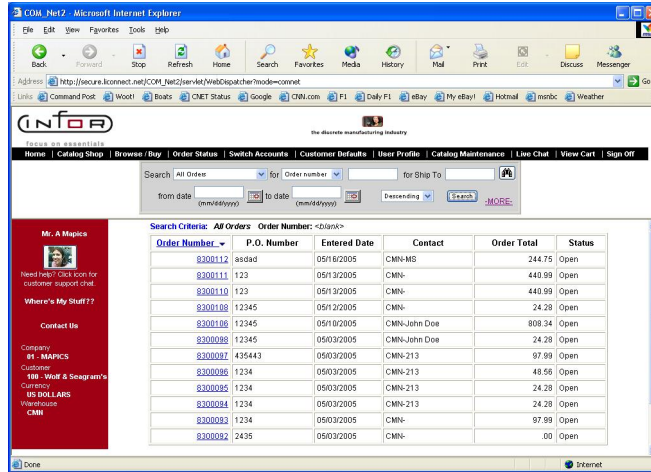 COM_Net2 - Microsoft Internet Explorer
File Edit View Favorites Tools Help
Back Forward Stop Refresh Home Search Favorites Media History Mail Print Edit Discuss Messenger
Address http://secure.liconnect.net/COM_Net2/servlet/WebDispatcher?mode=comnet Go
Links Command Post Woot! Boats CNET Status Google CNN.com F1 Daily F1 eBay My eBay! Hotmail msnbc Weather
infor
focus on essentials
the discrete manufacturing industry
Home | Catalog Shop | Browse / Buy | Order Status | Switch Accounts | Customer Defaults | User Profile | Catalog Maintenance | Live Chat | View Cart | Sign Off
Search All Orders for Order number for Ship To
from date to date Descending Search -MORE-
(mm/dd/yyyy) (mm/dd/yyyy)
Mr. A Mapics
Need help? Click icon for
customer support chat.
Where's My Stuff??
Contact Us
Company
01 - MAPICS
Customer
100 - Wolf & Seagram's
Currency
US DOLLARS
Warehouse
CMN
Search Criteria: All Orders Order Number: <blank>
Order Number P.O. Number Entered Date Contact Order Total Status
8300112 asdad 05/16/2005 CMN-MS 244.75 Open
8300111 123 05/13/2005 CMN- 440.99 Open
8300110 123 05/13/2005 CMN- 440.99 Open
8300108 12345 05/12/2005 CMN- 24.28 Open
8300106 12345 05/10/2005 CMN-John Doe 808.34 Open
8300098 12345 05/03/2005 CMN-John Doe 24.28 Open
8300097 435443 05/03/2005 CMN-213 97.99 Open
8300096 1234 05/03/2005 CMN-213 48.56 Open
8300095 1234 05/03/2005 CMN-213 24.28 Open
8300094 1234 05/03/2005 CMN-213 24.28 Open
8300093 1234 05/03/2005 CMN- 97.99 Open
8300092 2435 05/03/2005 CMN- .00 Open
Done Internet